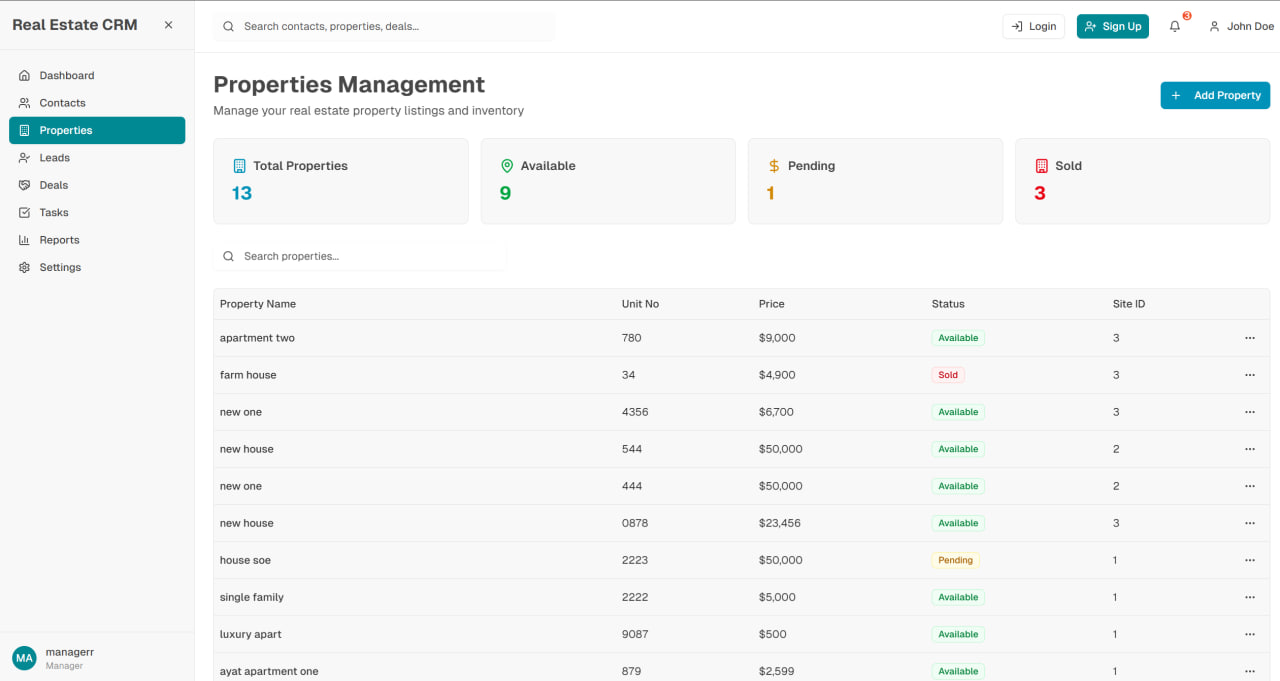 Real Estate CRM
Search contacts, properties, deals...
Login
Sign Up
3
John Doe
Dashboard
Contacts
Properties
Leads
Deals
Tasks
Reports
Settings
MA
managerr
Manager
Properties Management
Manage your real estate property listings and inventory
Add Property
Total Properties
13
Available
9
Pending
1
Sold
3
Search properties...
Property Name Unit No Price Status Site ID
apartment two 780 $9,000 Available 3
farm house 34 $4,900 Sold 3
new one 4356 $6,700 Available 3
new house 544 $50,000 Available 2
new one 444 $50,000 Available 2
new house 0878 $23,456 Available 3
house soe 2223 $50,000 Pending 1
single family 2222 $5,000 Available 1
luxury apart 9087 $500 Available 1
ayat apartment one 879 $2,599 Available 1